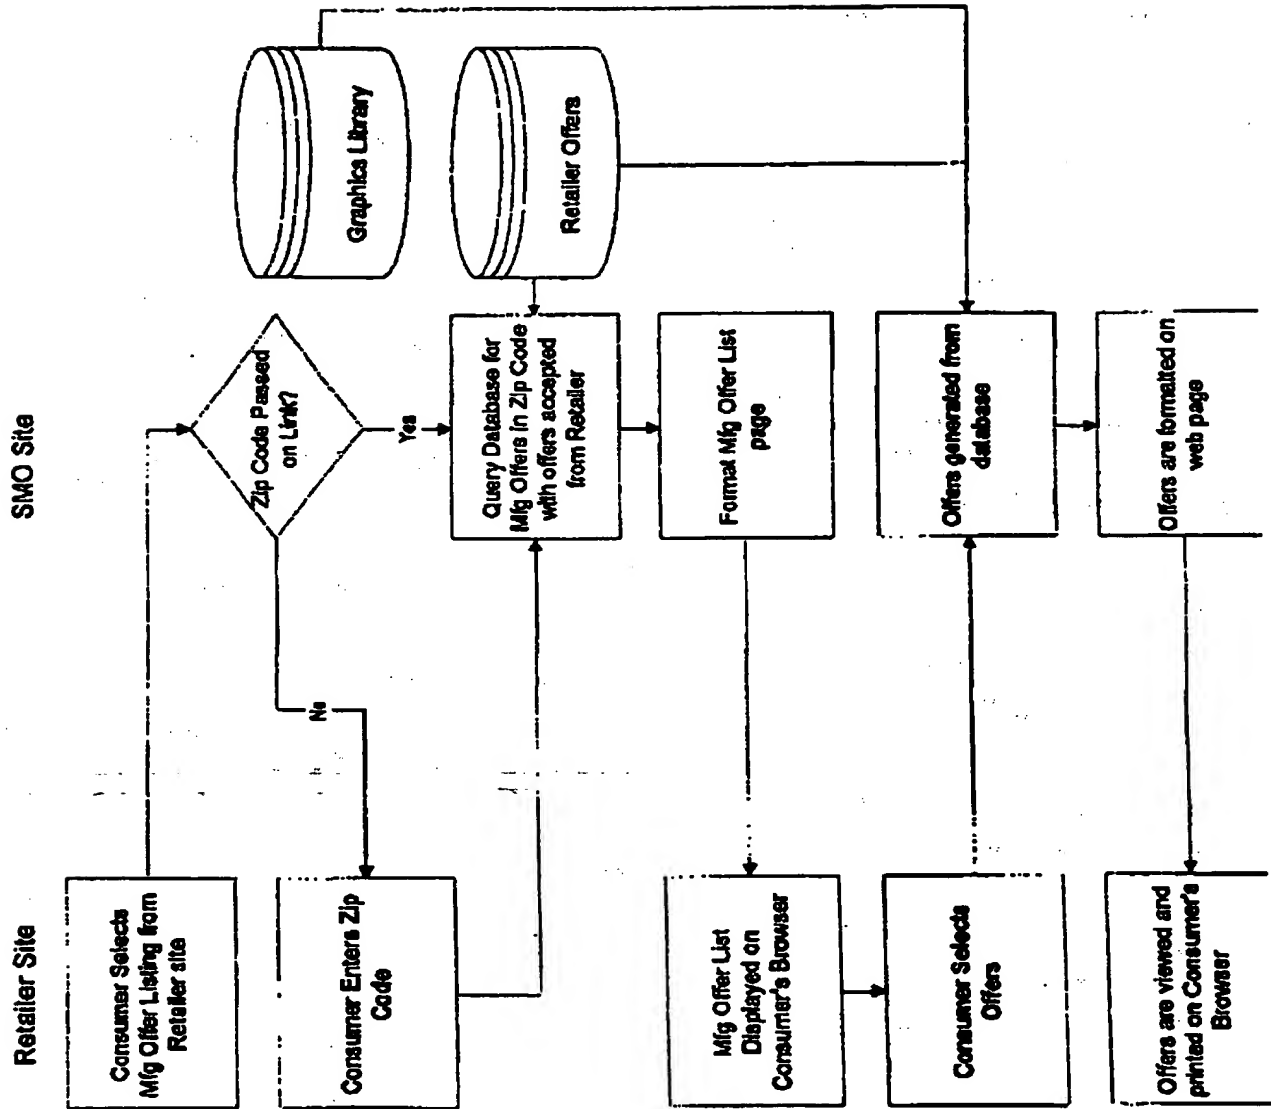 Retailer Site
SMO Site
Consumer Selects
Mfg Offer Listing from
Retailer site
Zip Code Passed
on Link?
Graphics Library
No
Yes
Consumer Enters Zip
Code
Query Database for
Mfg Offers in Zip Code
with offers accepted
from Retailer
Retailer Offers
Format Mfg Offer List
page
Mfg Offer List
Displayed on
Consumer's Browser
Consumer Selects
Offers
Offers generated from
database
Offers are formatted on
web page
Offers are viewed and
printed on Consumer's
Browser